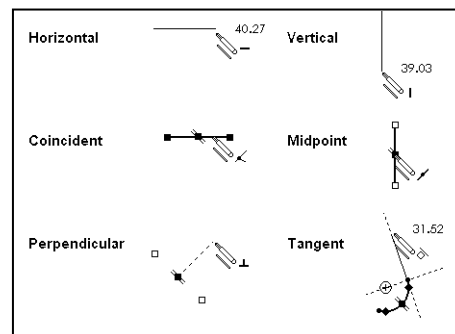 Horizontal
40.27
Vertical
39.03
Coincident
Midpoint
Perpendicular
Tangent
31.52